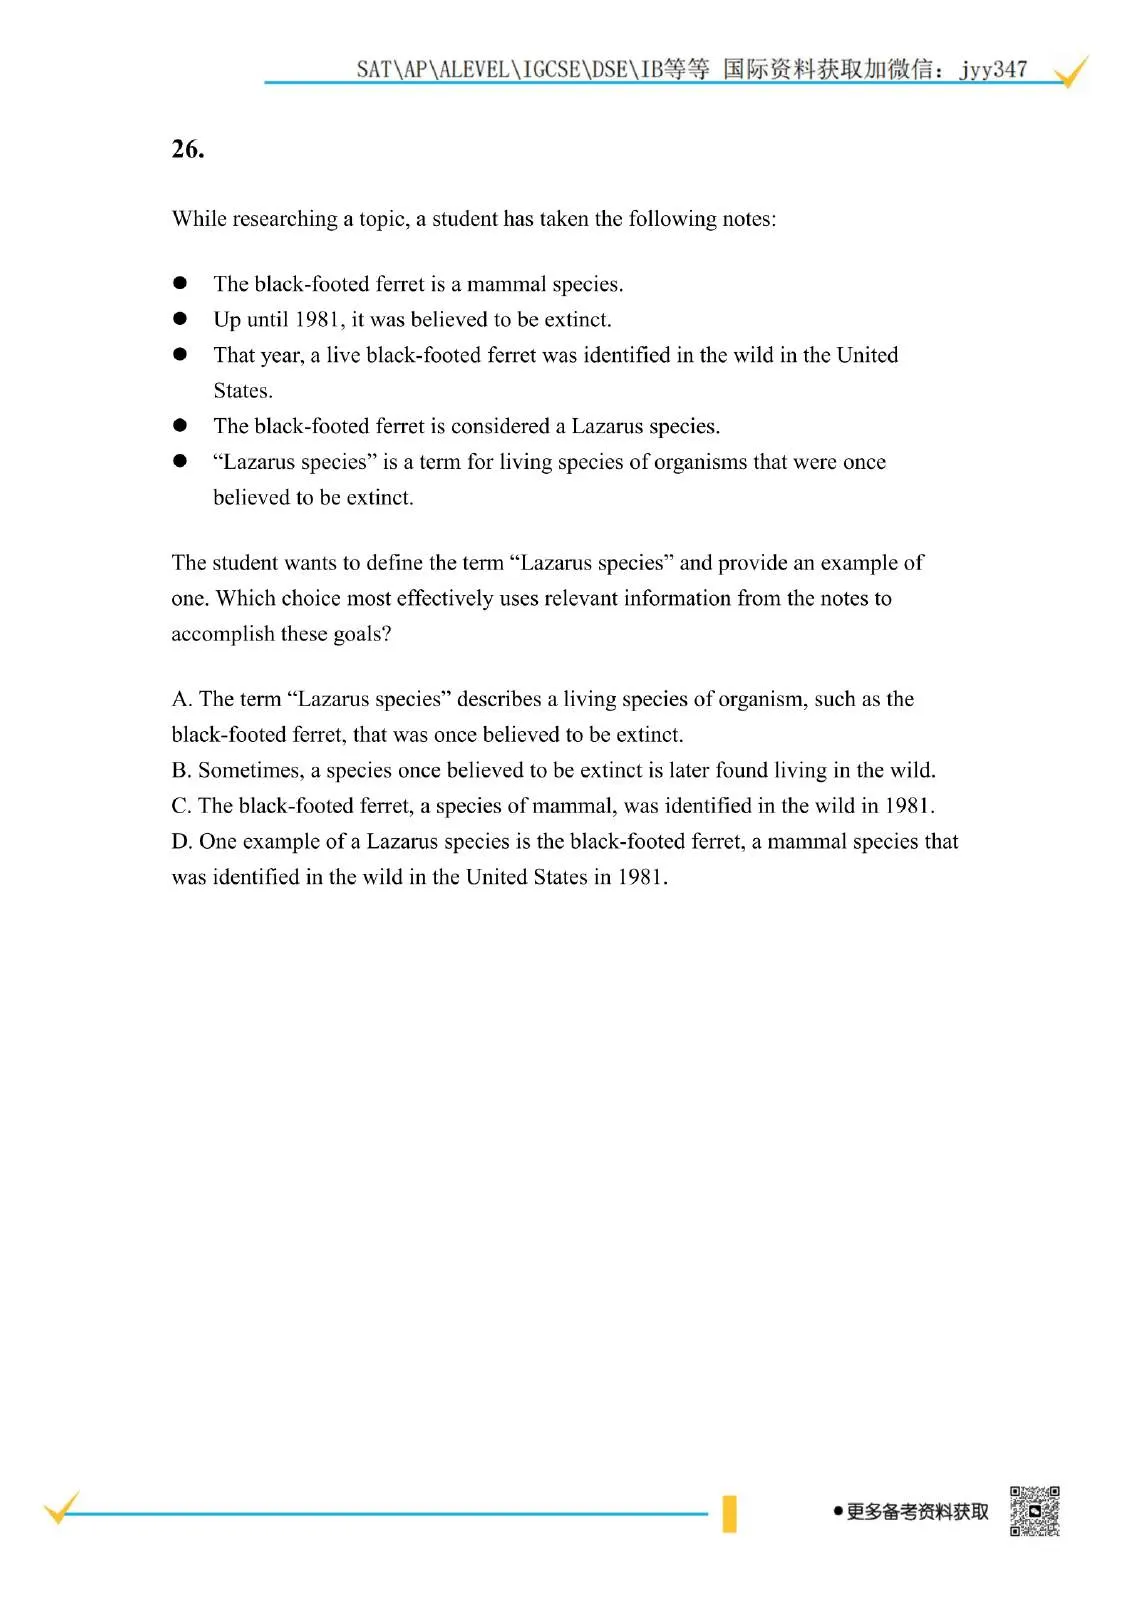 SAT\AP\ALEVEL\IGCSE\DSE\IB等等 国际资料获取加微信：jyy347
26.
While researching a topic, a student has taken the following notes:
● The black-footed ferret is a mammal species.
● Up until 1981, it was believed to be extinct.
● That year, a live black-footed ferret was identified in the wild in the United
States.
● The black-footed ferret is considered a Lazarus species.
● “Lazarus species” is a term for living species of organisms that were once
believed to be extinct.
The student wants to define the term “Lazarus species” and provide an example of
one. Which choice most effectively uses relevant information from the notes to
accomplish these goals?
A. The term “Lazarus species” describes a living species of organism, such as the
black-footed ferret, that was once believed to be extinct.
B. Sometimes, a species once believed to be extinct is later found living in the wild.
C. The black-footed ferret, a species of mammal, was identified in the wild in 1981.
D. One example of a Lazarus species is the black-footed ferret, a mammal species that
was identified in the wild in the United States in 1981.
●更多备考资料获取